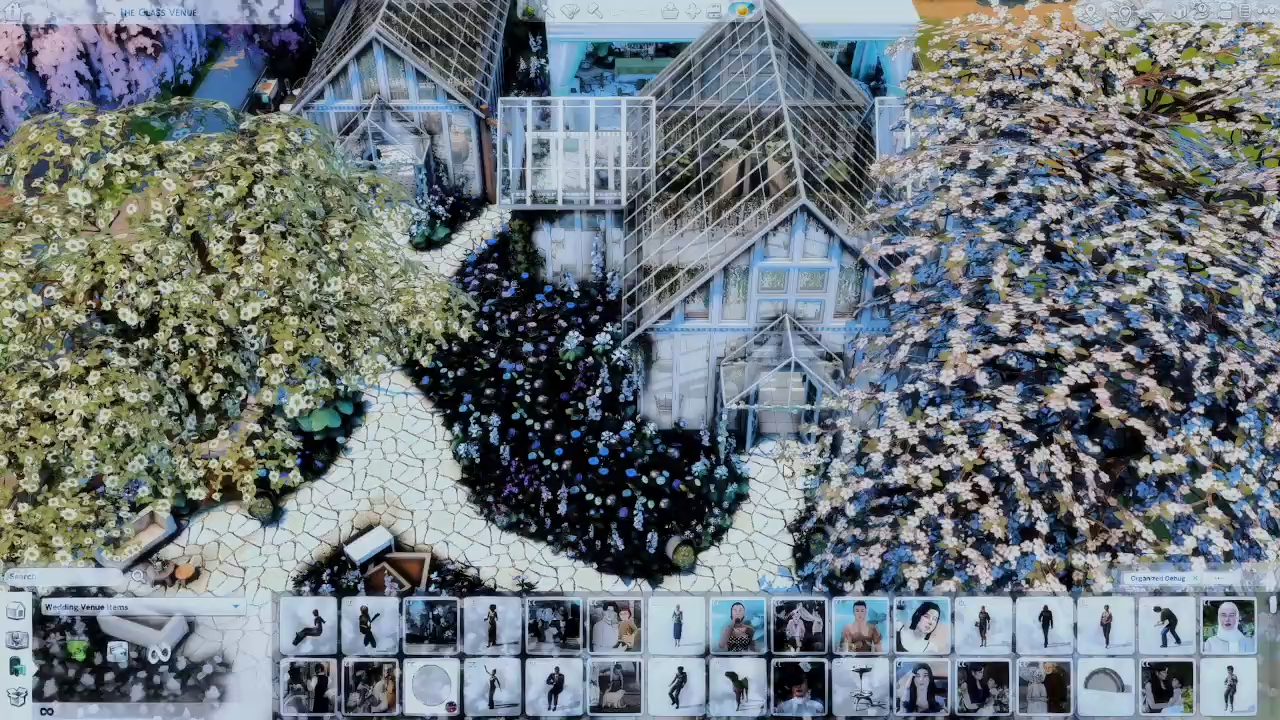 THE GLASS VENUE
Search
Organized Debug
Wedding Venue Items